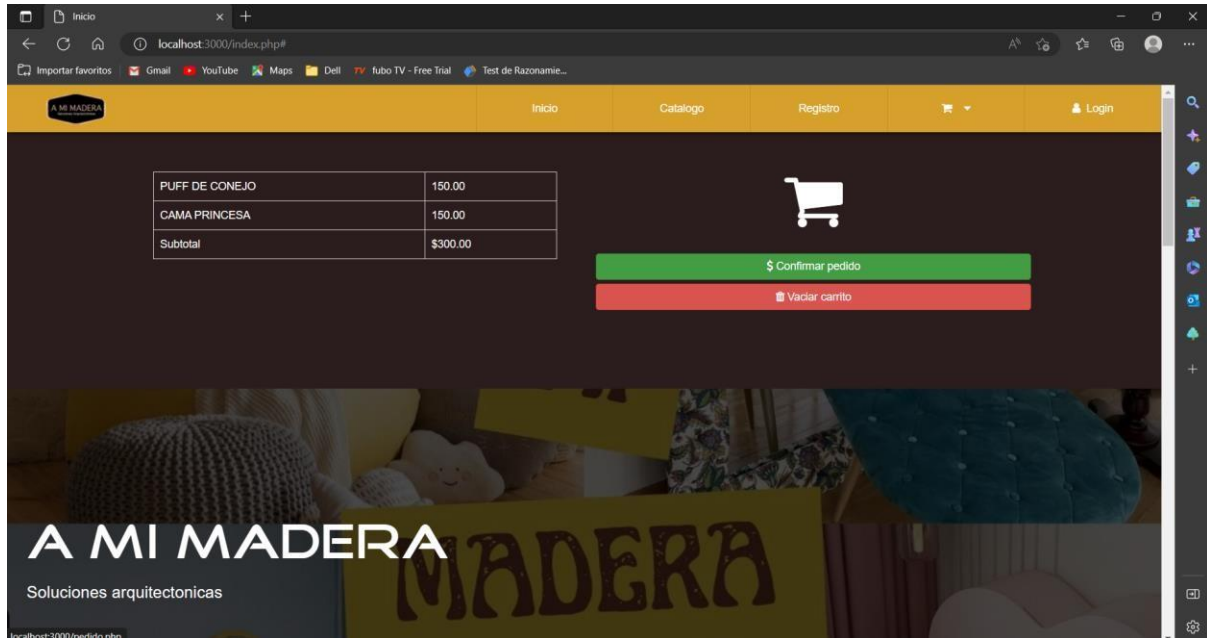 Inicio
localhost:3000/index.php#
Importar favoritos Gmail YouTube Maps Dell TV fubo TV - Free Trial Test de Razonamie...
A MI MADERA Inicio Catalogo Registro Login
PUFF DE CONEJO 150.00
CAMA PRINCESA 150.00
Subtotal $300.00
$ Confirmar pedido
Vaciar carrito
A MI MADERA
MADERA
Soluciones arquitectonicas
localhost:3000/pedido.php